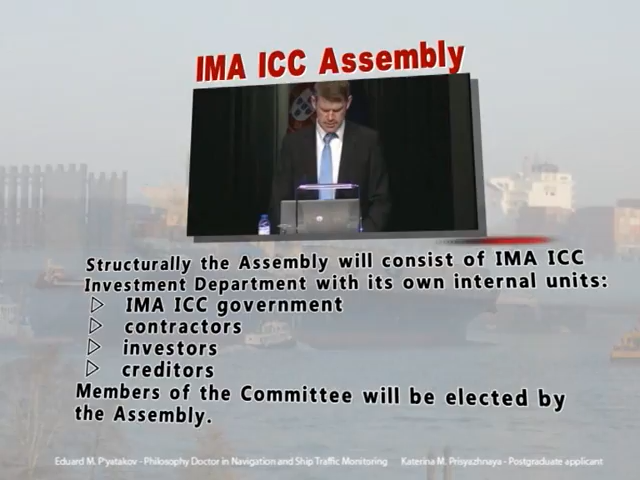 IMA ICC Assembly
Structurally the Assembly will consist of IMA ICC
Investment Department with its own internal units:
IMA ICC government
contractors
investors
creditors
Members of the Committee will be elected by
the Assembly.
Eduard M. P'yatakov - Philosophy Doctor in Navigation and Ship Traffic Monitoring Katerina M. Prisyazhnaya - Postgraduate applicant